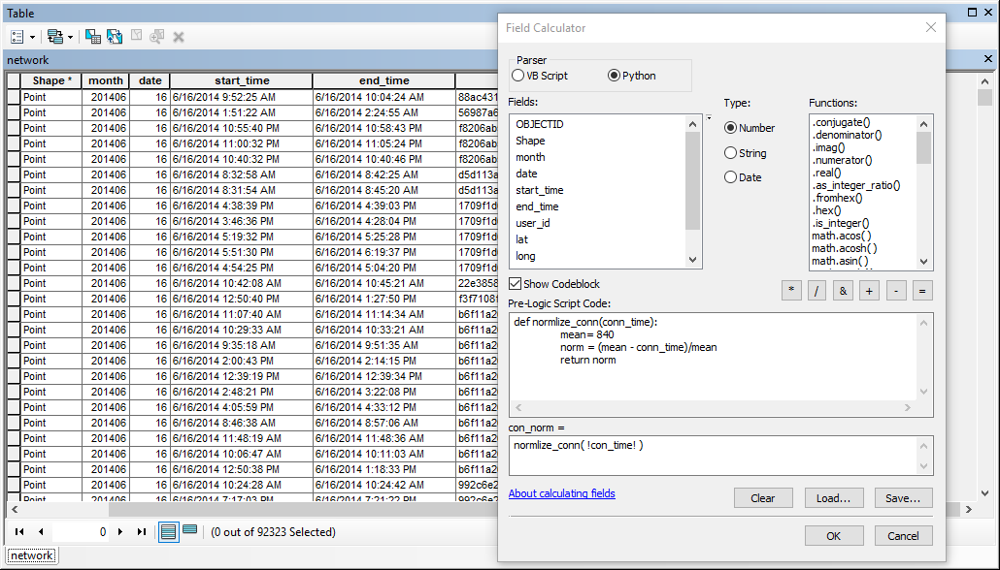 Table
network
Shape * month date start_time end_time
Point 201406 16 6/16/2014 9:52:25 AM 6/16/2014 10:04:24 AM 88ac431
Point 201406 16 6/16/2014 1:51:22 AM 6/16/2014 2:24:55 AM 56987a6
Point 201406 16 6/16/2014 10:55:40 PM 6/16/2014 10:58:43 PM f8206ab
Point 201406 16 6/16/2014 11:00:32 PM 6/16/2014 11:05:24 PM f8206ab
Point 201406 16 6/16/2014 10:40:32 PM 6/16/2014 10:40:46 PM f8206ab
Point 201406 16 6/16/2014 8:32:58 AM 6/16/2014 8:42:25 AM d5d113a
Point 201406 16 6/16/2014 8:31:54 AM 6/16/2014 8:45:20 AM d5d113a
Point 201406 16 6/16/2014 4:38:39 PM 6/16/2014 4:39:03 PM 1709f1d
Point 201406 16 6/16/2014 3:46:36 PM 6/16/2014 4:28:04 PM 1709f1d
Point 201406 16 6/16/2014 5:19:32 PM 6/16/2014 5:25:28 PM 1709f1d
Point 201406 16 6/16/2014 5:51:30 PM 6/16/2014 6:19:37 PM 1709f1d
Point 201406 16 6/16/2014 4:54:25 PM 6/16/2014 5:04:20 PM 1709f1d
Point 201406 16 6/16/2014 10:42:08 AM 6/16/2014 10:45:21 AM 22e3858
Point 201406 16 6/16/2014 12:50:40 PM 6/16/2014 1:27:50 PM f3f7108
Point 201406 16 6/16/2014 11:07:40 AM 6/16/2014 11:14:34 AM b6f11a2
Point 201406 16 6/16/2014 10:29:33 AM 6/16/2014 10:33:21 AM b6f11a2
Point 201406 16 6/16/2014 9:35:18 AM 6/16/2014 9:51:35 AM b6f11a2
Point 201406 16 6/16/2014 2:00:43 PM 6/16/2014 2:14:15 PM b6f11a2
Point 201406 16 6/16/2014 12:39:19 PM 6/16/2014 12:39:34 PM b6f11a2
Point 201406 16 6/16/2014 2:48:21 PM 6/16/2014 3:22:08 PM b6f11a2
Point 201406 16 6/16/2014 4:05:59 PM 6/16/2014 4:33:12 PM b6f11a2
Point 201406 16 6/16/2014 8:46:38 AM 6/16/2014 8:57:06 AM b6f11a2
Point 201406 16 6/16/2014 11:48:19 AM 6/16/2014 11:48:36 AM b6f11a2
Point 201406 16 6/16/2014 10:06:47 AM 6/16/2014 10:11:03 AM b6f11a2
Point 201406 16 6/16/2014 12:50:38 PM 6/16/2014 1:18:33 PM b6f11a2
Point 201406 16 6/16/2014 10:24:28 AM 6/16/2014 10:24:42 AM 992c6e2
Point 201406 16 6/16/2014 7:17:03 PM 6/16/2014 7:21:22 PM 992c6e2
0 (0 out of 92323 Selected)
network
Field Calculator
Parser
VB Script Python
Fields:
OBJECTID
Shape
month
date
start_time
end_time
user_id
lat
long
Type:
Number
String
Date
Functions:
.conjugate()
.denominator()
.imag()
.numerator()
.real()
.as_integer_ratio()
.fromhex()
.hex()
.is_integer()
math.acos( )
math.acosh( )
math.asin( )
Show Codeblock
* / & + - =
Pre-Logic Script Code:
def normlize_conn(conn_time):
mean= 840
norm = (mean - conn_time)/mean
return norm
con_norm =
normlize_conn( !con_time! )
About calculating fields
Clear Load... Save...
OK Cancel